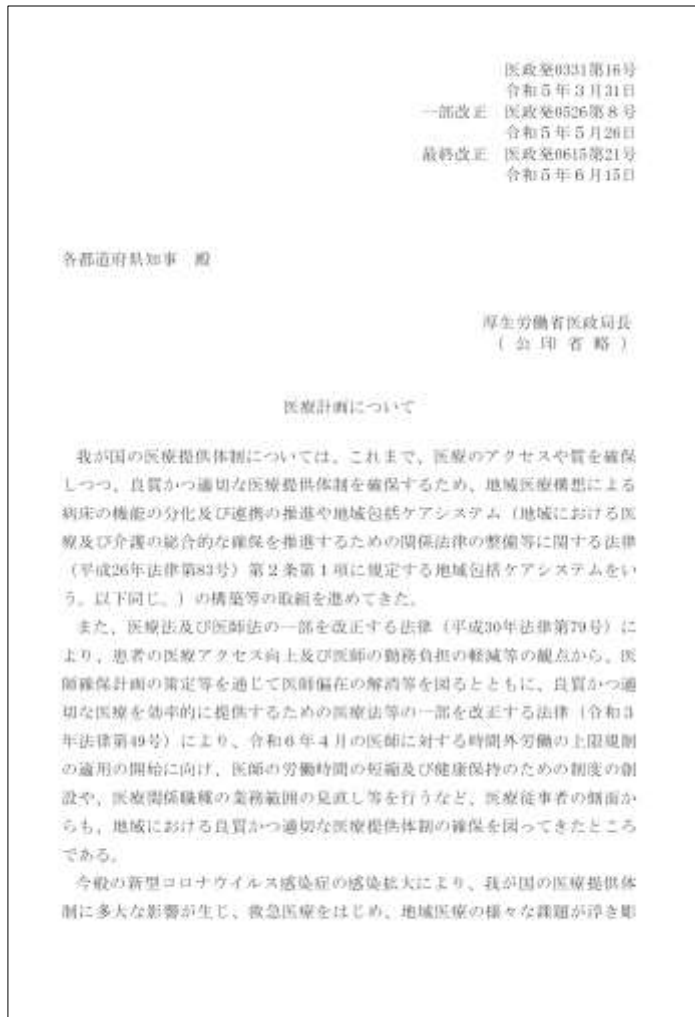 医政発0331第16号
令和5年3月31日
一部改正　医政発0526第8号
令和5年5月26日
最終改正　医政発0615第21号
令和5年6月15日
各都道府県知事　殿
厚生労働省医政局長
（公印省略）
医療計画について
我が国の医療提供体制については、これまで、医療のアクセスや質を確保
しつつ、良質かつ適切な医療提供体制を確保するため、地域医療構想による
病床の機能の分化及び連携の推進や地域包括ケアシステム（地域における医
療及び介護の総合的な確保を推進するための関係法律の整備等に関する法律
（平成26年法律第83号）第2条第1項に規定する地域包括ケアシステムをい
う。以下同じ。）の構築等の取組を進めてきた。
また、医療法及び医師法の一部を改正する法律（平成30年法律第79号）に
より、患者の医療アクセス向上及び医師の勤務負担の軽減等の観点から、医
師確保計画の策定等を通じて医師偏在の解消等を図るとともに、良質かつ適
切な医療を効率的に提供するための医療法等の一部を改正する法律（令和3
年法律第49号）により、令和6年4月の医師に対する時間外労働の上限規制
の適用の開始に向け、医師の労働時間の短縮及び健康保持のための制度の創
設や、医療関係職種の業務範囲の見直し等を行うなど、医療従事者の側面か
らも、地域における良質かつ適切な医療提供体制の確保を図ってきたところ
である。
今般の新型コロナウイルス感染症の感染拡大により、我が国の医療提供体
制に多大な影響が生じ、救急医療をはじめ、地域医療の様々な課題が浮き彫